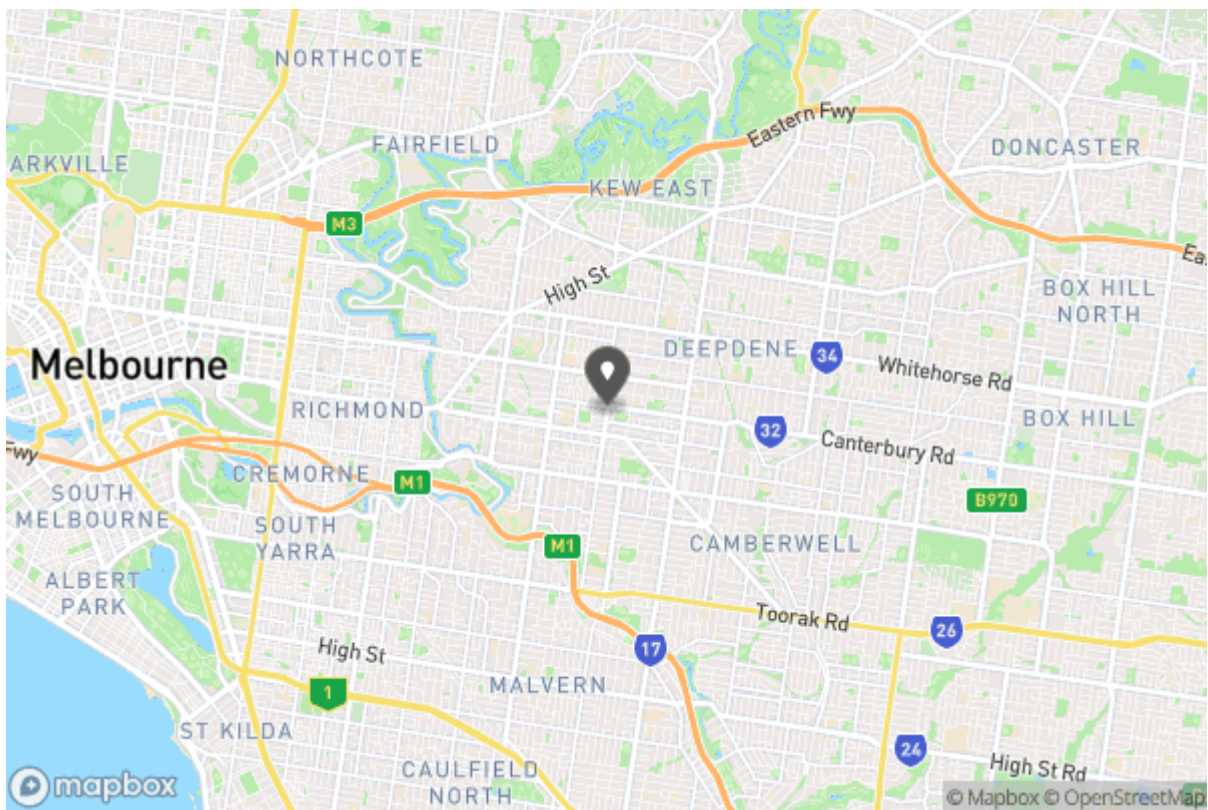 NORTHCOTE
Eastern Fwy
FAIRFIELD
DONCASTER
ARKVILLE
KEW EAST
M3
Eas
High St
BOX HILL
NORTH
DEEPDENE
34
Whitehorse Rd
Melbourne
RICHMOND
BOX HILL
32
Canterbury Rd
Fwy
CREMORNE
M1
SOUTH
MELBOURNE
SOUTH
YARRA
B970
M1
CAMBERWELL
ALBERT
PARK
Toorak Rd
26
High St
17
MALVERN
1
ST KILDA
24
High St Rd
CAULFIELD
NORTH
mapbox
© Mapbox © OpenStreetMap